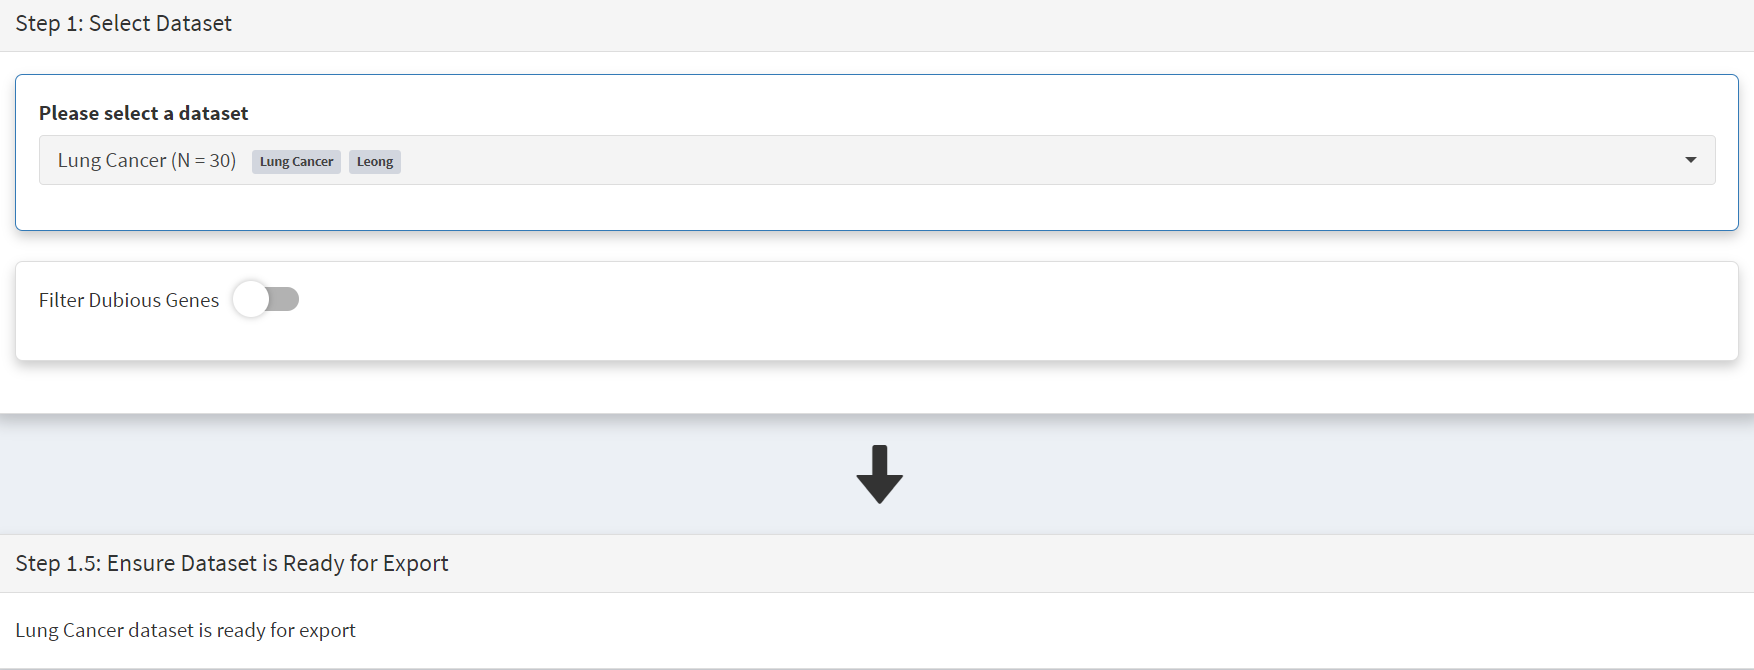 Step 1: Select Dataset
Please select a dataset
Lung Cancer (N = 30) Lung Cancer Leong
Filter Dubious Genes
Step 1.5: Ensure Dataset is Ready for Export
Lung Cancer dataset is ready for export